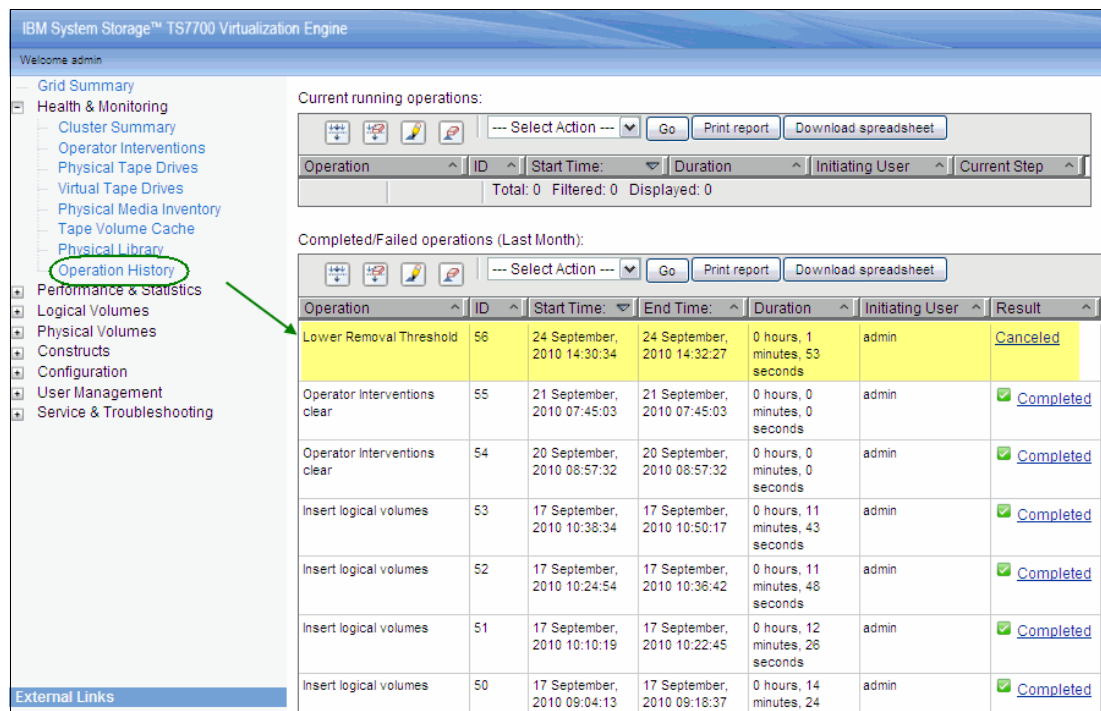 IBM System Storage™ TS7700 Virtualization Engine
Welcome admin
Grid Summary
Health & Monitoring
Cluster Summary
Operator Interventions
Physical Tape Drives
Virtual Tape Drives
Physical Media Inventory
Tape Volume Cache
Physical Library
Operation History
Performance & Statistics
Logical Volumes
Physical Volumes
Constructs
Configuration
User Management
Service & Troubleshooting
External Links
Current running operations:
--- Select Action --- Go Print report Download spreadsheet
Operation ID Start Time: Duration Initiating User Current Step
Total: 0 Filtered: 0 Displayed: 0
Completed/Failed operations (Last Month):
--- Select Action --- Go Print report Download spreadsheet
Operation ID Start Time: End Time: Duration Initiating User Result
Lower Removal Threshold 56 24 September, 24 September, 0 hours, 1 admin Canceled
2010 14:30:34 2010 14:32:27 minutes, 53
seconds
Operator Interventions 55 21 September, 21 September, 0 hours, 0 admin Completed
clear 2010 07:45:03 2010 07:45:03 minutes, 0
seconds
Operator Interventions 54 20 September, 20 September, 0 hours, 0 admin Completed
clear 2010 08:57:32 2010 08:57:32 minutes, 0
seconds
Insert logical volumes 53 17 September, 17 September, 0 hours, 11 admin Completed
2010 10:38:34 2010 10:50:17 minutes, 43
seconds
Insert logical volumes 52 17 September, 17 September, 0 hours, 11 admin Completed
2010 10:24:54 2010 10:36:42 minutes, 48
seconds
Insert logical volumes 51 17 September, 17 September, 0 hours, 12 admin Completed
2010 10:10:19 2010 10:22:45 minutes, 26
seconds
Insert logical volumes 50 17 September, 17 September, 0 hours, 14 admin Completed
2010 09:04:13 2010 09:18:37 minutes, 24